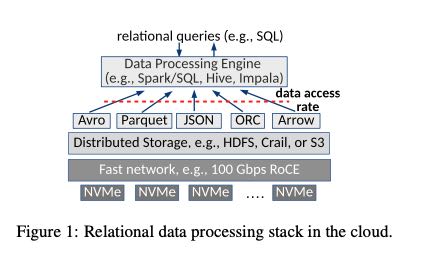 relational queries (e.g., SQL)
Data Processing Engine
(e.g., Spark/SQL, Hive, Impala)
data access
rate
Avro Parquet JSON ORC Arrow
Distributed Storage, e.g., HDFS, Crail, or S3
Fast network, e.g., 100 Gbps RoCE
NVMe NVMe NVMe .... NVMe
Figure 1: Relational data processing stack in the cloud.